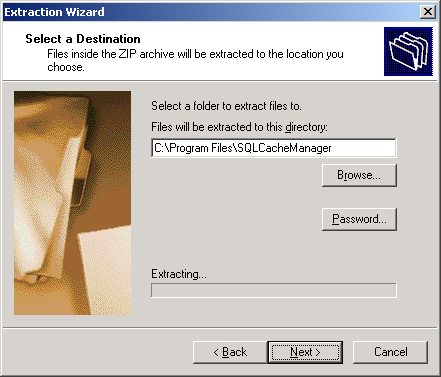 Extraction Wizard
Select a Destination
Files inside the ZIP archive will be extracted to the location you
choose.
Select a folder to extract files to.
Files will be extracted to this directory:
C:\Program Files\SQLCacheManager
Browse...
Password...
Extracting...
< Back
Next >
Cancel